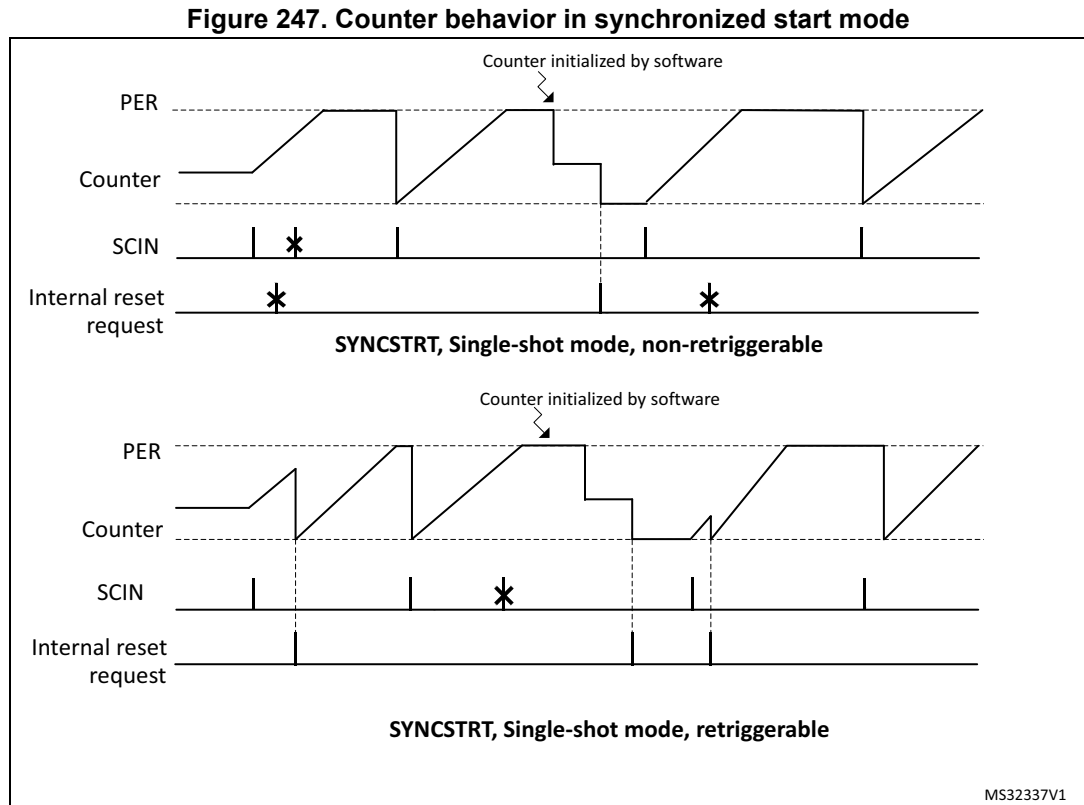 Figure 247. Counter behavior in synchronized start mode
Counter initialized by software
PER
Counter
SCIN
Internal reset
request
SYNCSTRT, Single-shot mode, non-retriggerable
Counter initialized by software
PER
Counter
SCIN
Internal reset
request
SYNCSTRT, Single-shot mode, retriggerable
MS32337V1